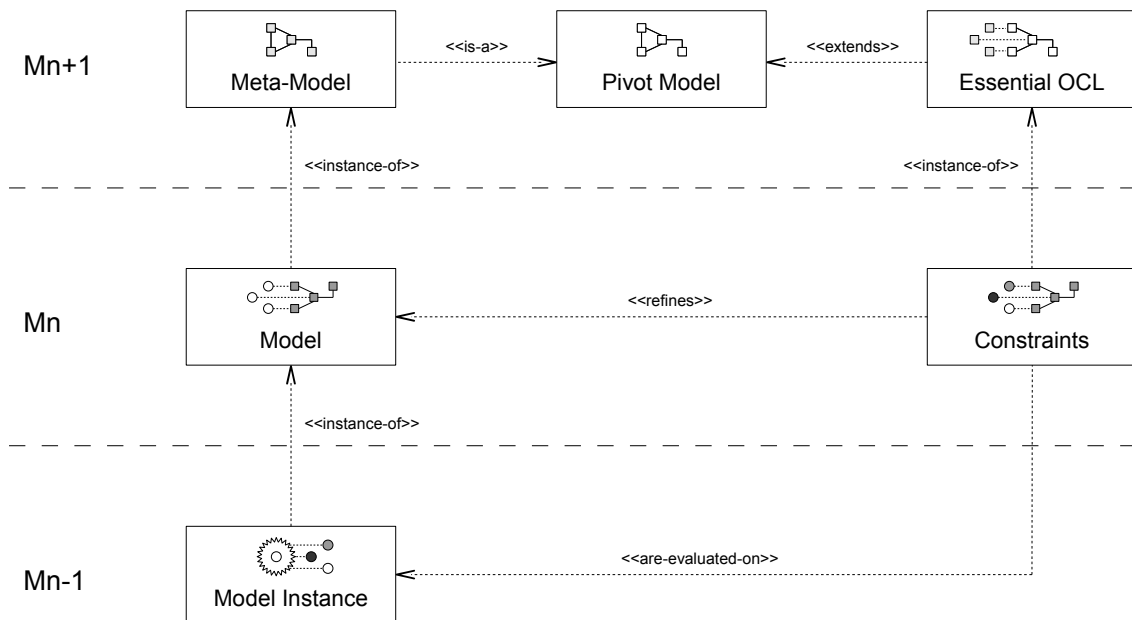 Mn+1
<<is-a>>
<<extends>>
Meta-Model
Pivot Model
Essential OCL
<<instance-of>>
<<instance-of>>
Mn
<<refines>>
Model
Constraints
<<instance-of>>
Mn-1
<<are-evaluated-on>>
Model Instance